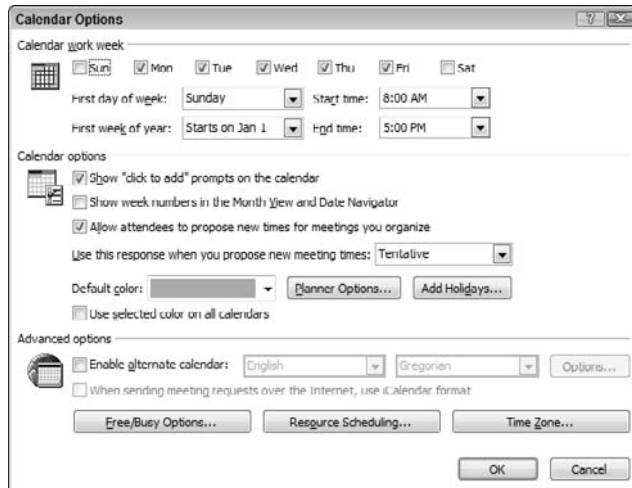 Calendar Options
Calendar work week
Sun Mon Tue Wed Thu Fri Sat
First day of week: Sunday Start time: 8:00 AM
First week of year: Starts on Jan 1 End time: 5:00 PM
Calendar options
Show "click to add" prompts on the calendar
Show week numbers in the Month View and Date Navigator
Allow attendees to propose new times for meetings you organize
Use this response when you propose new meeting times: Tentative
Default color: Planner Options... Add Holidays...
Use selected color on all calendars
Advanced options
Enable alternate calendar: English Gregorian Options...
When sending meeting requests over the Internet, use iCalendar format
Free/Busy Options... Resource Scheduling... Time Zone...
OK Cancel